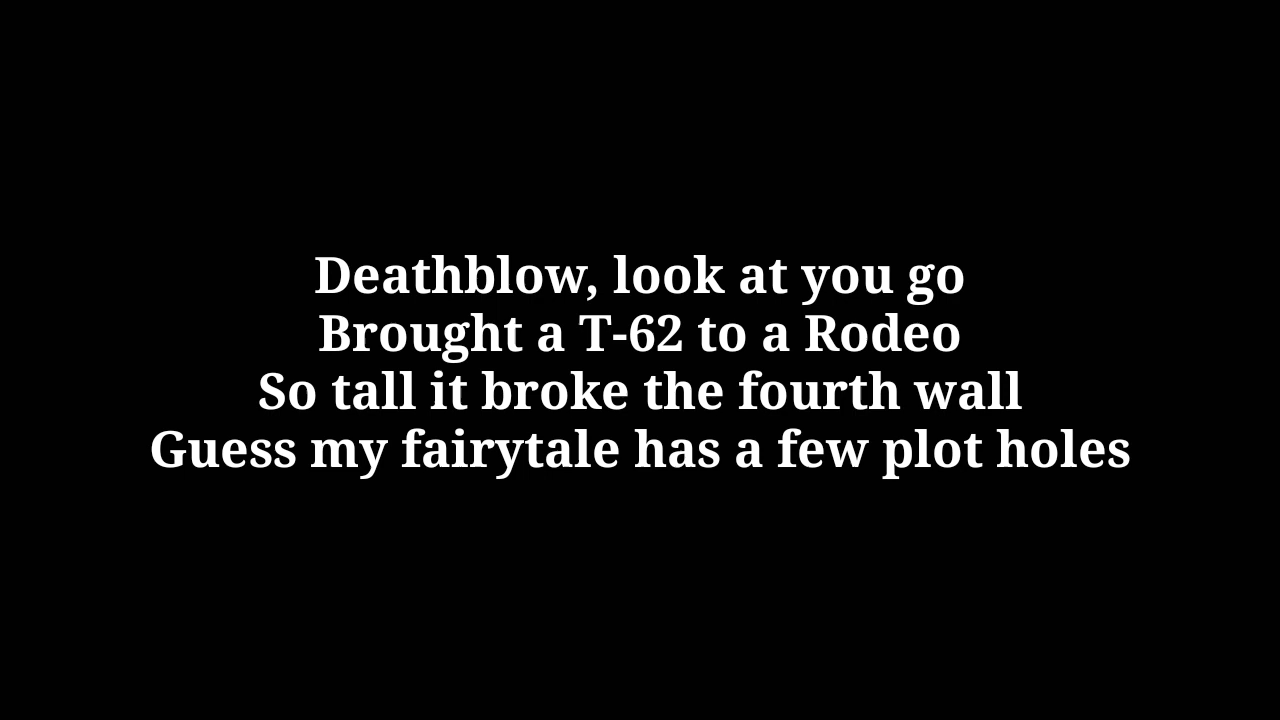 Deathblow, look at you go
Brought a T-62 to a Rodeo
So tall it broke the fourth wall
Guess my fairytale has a few plot holes